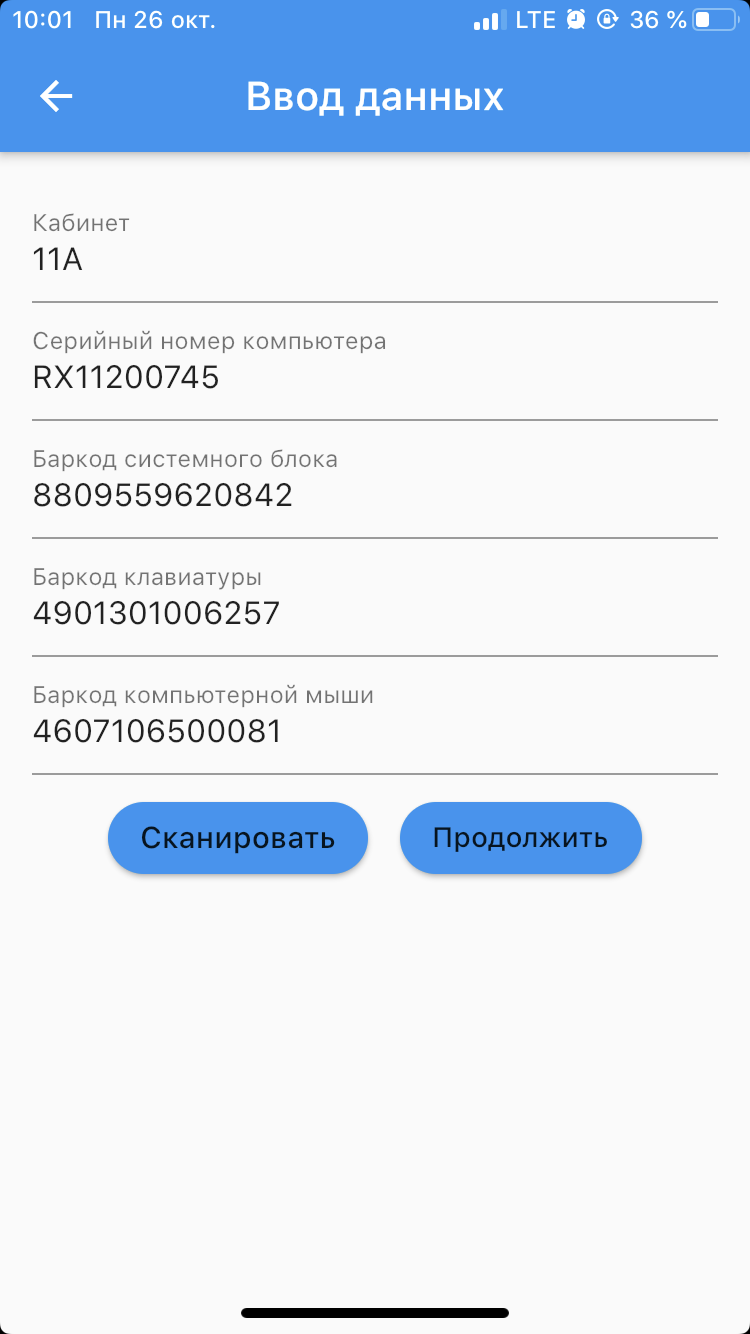 10:01 Пн 26 окт. LTE 36 %
Ввод данных
Кабинет
11А
Серийный номер компьютера
RX11200745
Баркод системного блока
8809559620842
Баркод клавиатуры
4901301006257
Баркод компьютерной мыши
4607106500081
Сканировать Продолжить